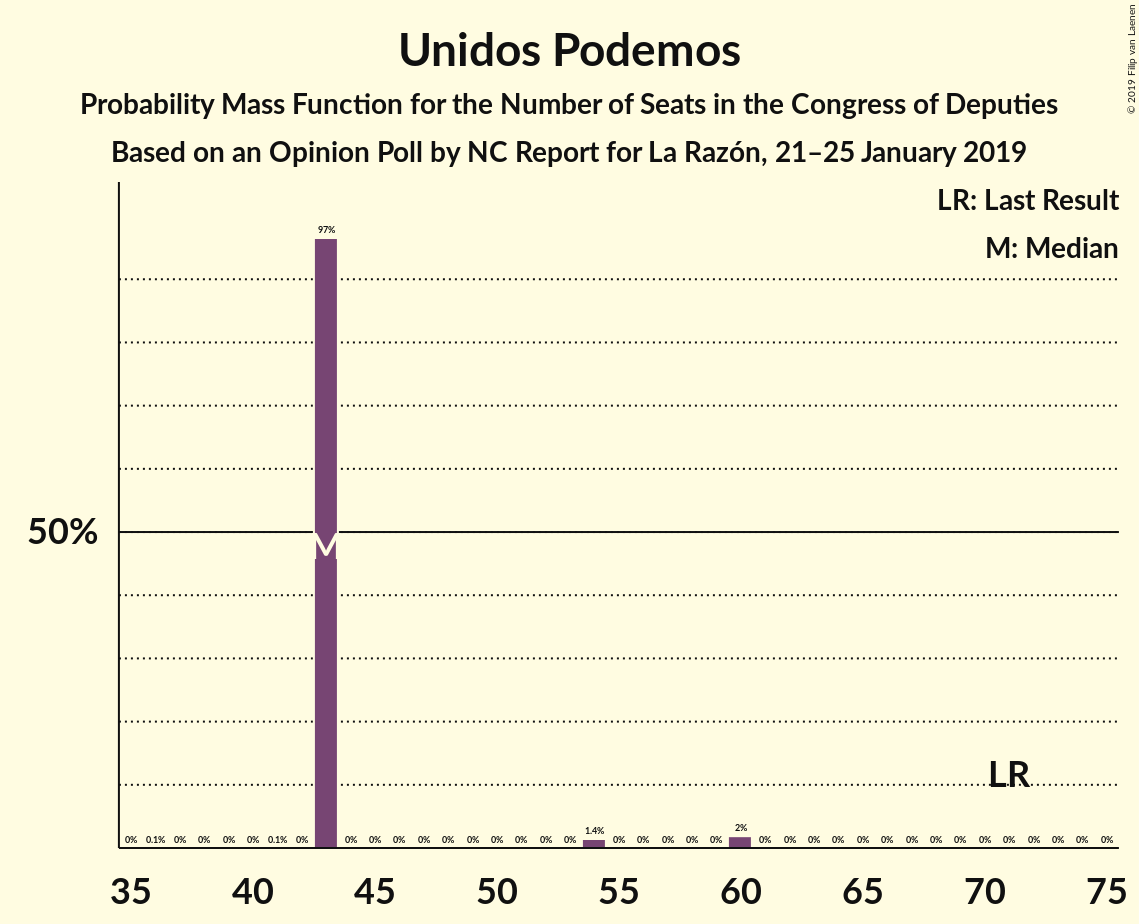 Unidos Podemos
Probability Mass Function for the Number of Seats in the Congress of Deputies
Based on an Opinion Poll by NC Report for La Razón, 21–25 January 2019
© 2019 Filip van Laenen
LR: Last Result
M: Median
97%
50%
M
LR
0% 0.1% 0% 0% 0% 0% 0.1% 0% 0% 0% 0% 0% 0% 0% 0% 0% 0% 0% 1.4% 0% 0% 0% 0% 0% 2% 0% 0% 0% 0% 0% 0% 0% 0% 0% 0% 0% 0% 0% 0% 0%
35 40 45 50 55 60 65 70 75